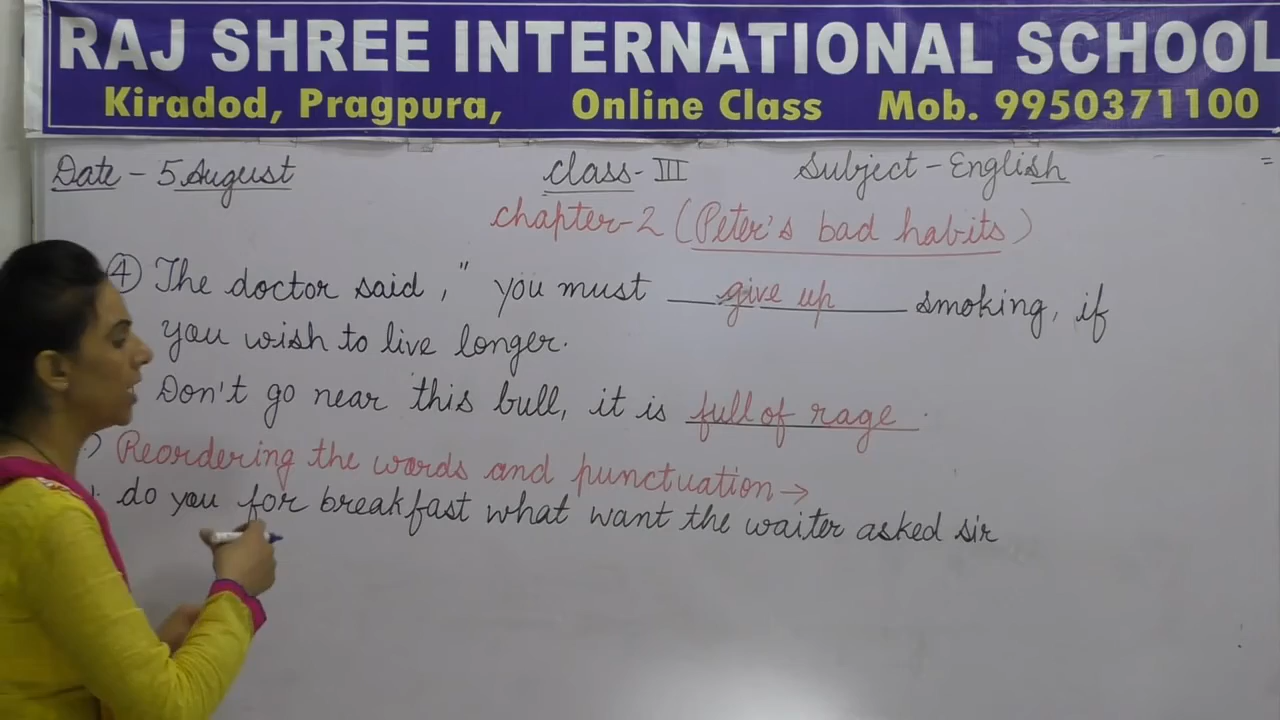 RAJ SHREE INTERNATIONAL SCHOOL
Kiradod, Pragpura, Online Class Mob. 9950371100
Date - 5 August class - III Subject - English
chapter-2 (Peter's bad habits)
④ The doctor said, " you must give up smoking, if
you wish to live longer.
Don't go near this bull, it is full of rage.
Reordering the words and punctuation →
do you for breakfast what want the waiter asked sir